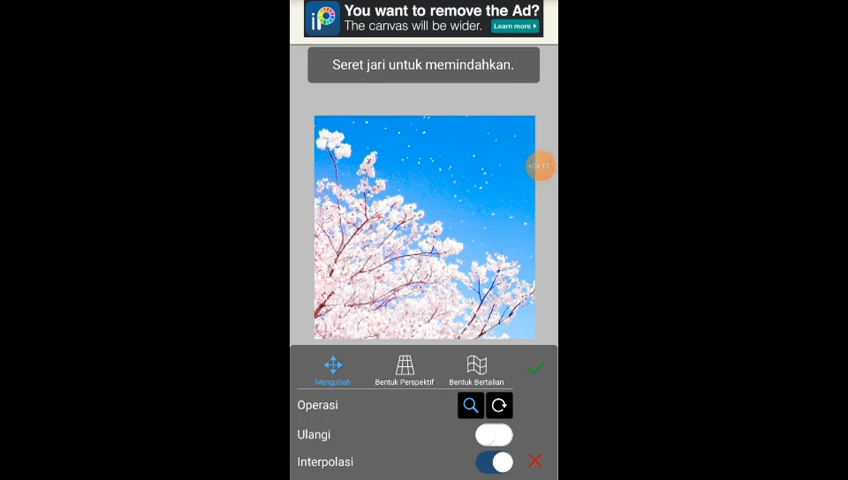 You want to remove the Ad?
The canvas will be wider.
Learn more
Seret jari untuk memindahkan.
Mengubah
Bentuk Perspektif
Bentuk Bertalian
Operasi
Ulangi
Interpolasi